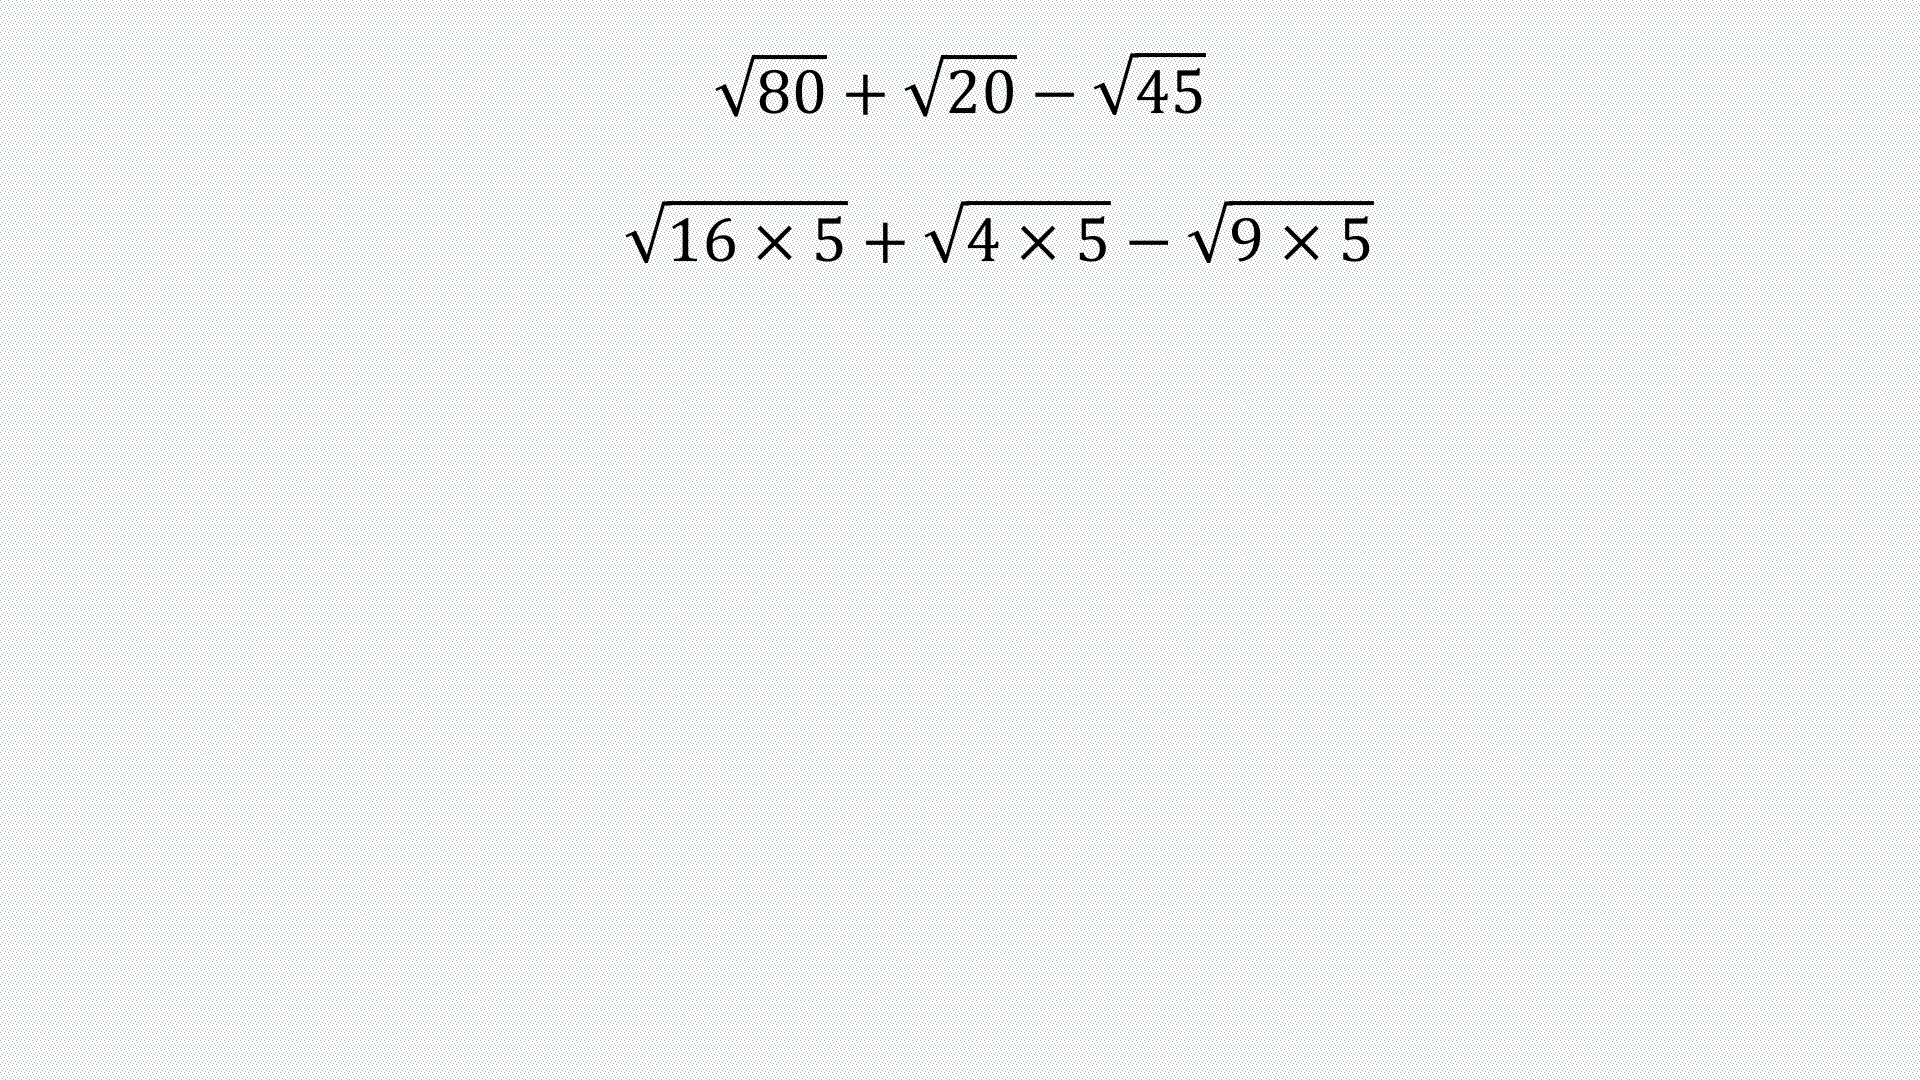 √80 + √20 − √45
√16 × 5 + √4 × 5 − √9 × 5